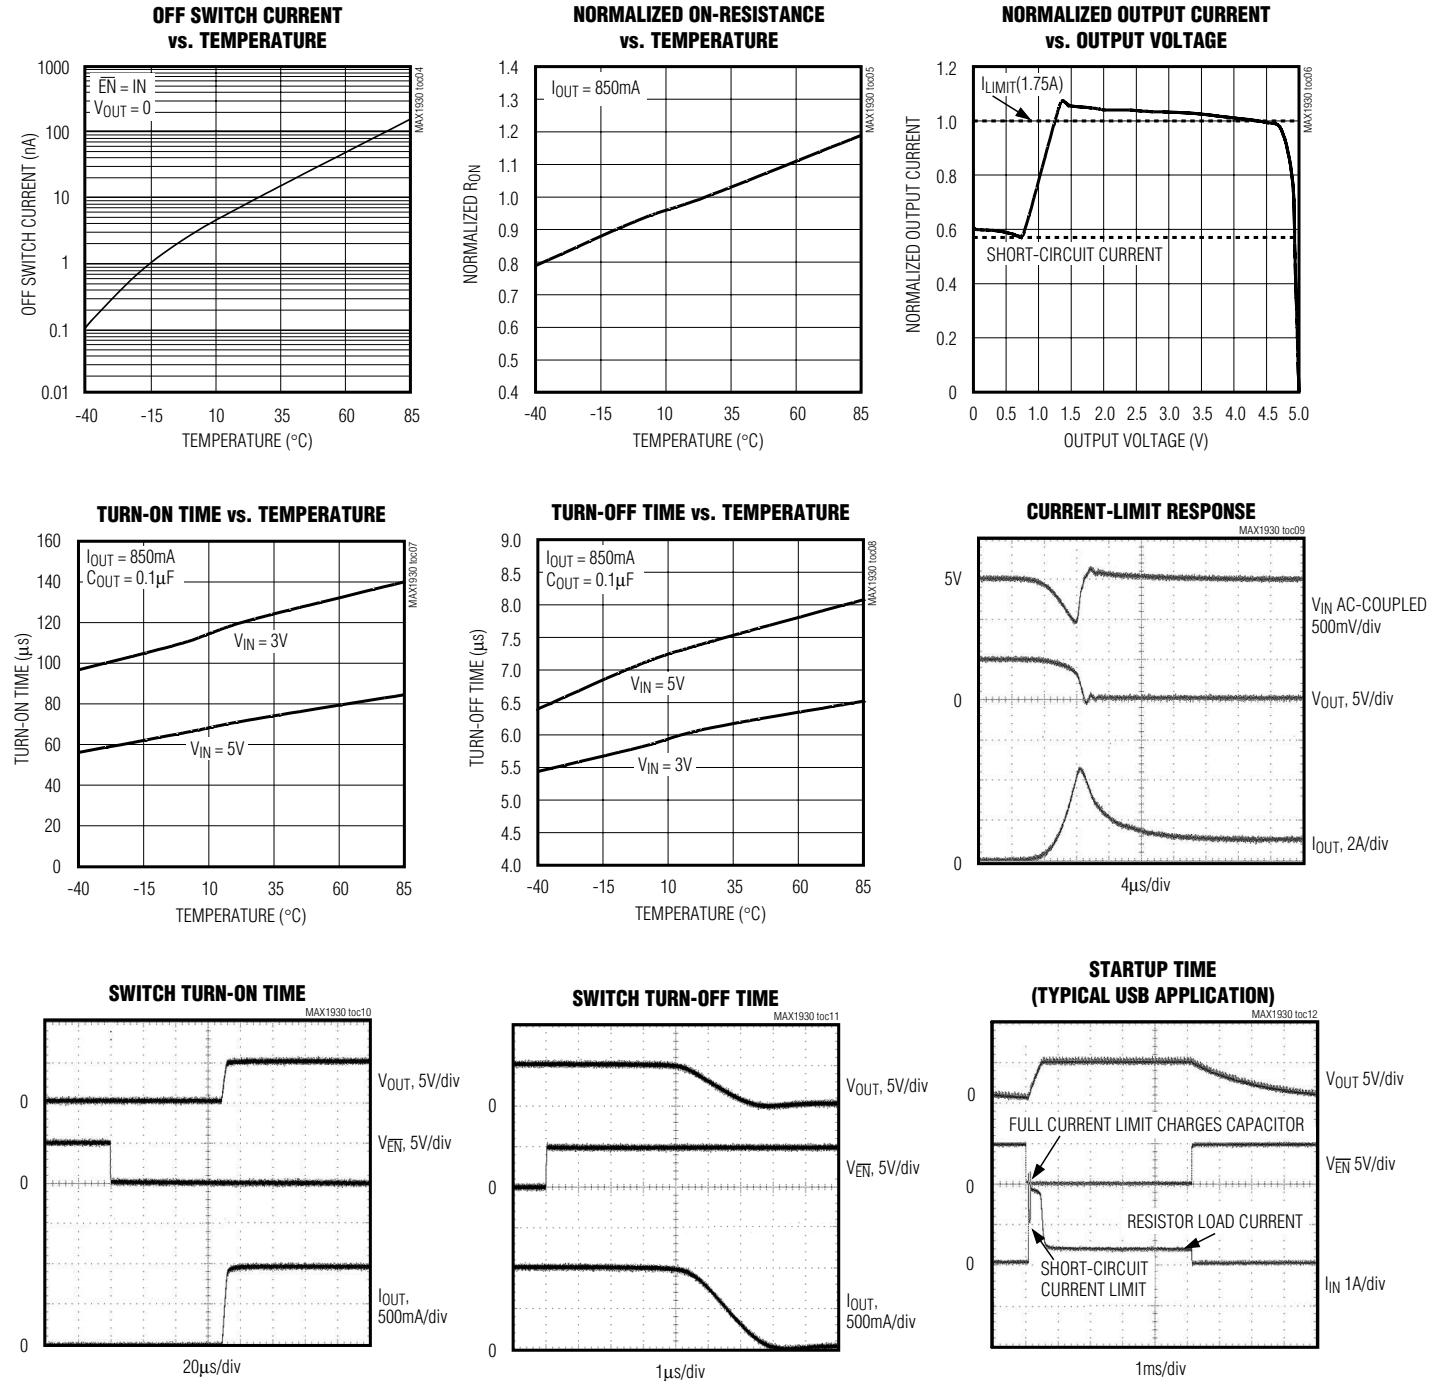 OFF SWITCH CURRENT
vs. TEMPERATURE
1000
100
10
1
0.1
0.01
OFF SWITCH CURRENT (nA)
EN = IN
VOUT = 0
MAX1930 toc04
-40 -15 10 35 60 85
TEMPERATURE (°C)
NORMALIZED ON-RESISTANCE
vs. TEMPERATURE
1.4
1.3
1.2
1.1
1.0
0.9
0.8
0.7
0.6
0.5
0.4
NORMALIZED RON
IOUT = 850mA
MAX1930 toc05
-40 -15 10 35 60 85
TEMPERATURE (°C)
NORMALIZED OUTPUT CURRENT
vs. OUTPUT VOLTAGE
1.2
1.0
0.8
0.6
0.4
0.2
0
NORMALIZED OUTPUT CURRENT
ILIMIT(1.75A)
SHORT-CIRCUIT CURRENT
MAX1930 toc06
0 0.5 1.0 1.5 2.0 2.5 3.0 3.5 4.0 4.5 5.0
OUTPUT VOLTAGE (V)
TURN-ON TIME vs. TEMPERATURE
160
140
120
100
80
60
40
20
0
TURN-ON TIME (µs)
IOUT = 850mA
COUT = 0.1µF
VIN = 3V
VIN = 5V
MAX1930 toc07
-40 -15 10 35 60 85
TEMPERATURE (°C)
TURN-OFF TIME vs. TEMPERATURE
9.0
8.5
8.0
7.5
7.0
6.5
6.0
5.5
5.0
4.5
4.0
TURN-OFF TIME (µs)
IOUT = 850mA
COUT = 0.1µF
VIN = 5V
VIN = 3V
MAX1930 toc08
-40 -15 10 35 60 85
TEMPERATURE (°C)
CURRENT-LIMIT RESPONSE
MAX1930 toc09
5V
VIN AC-COUPLED
500mV/div
0
VOUT, 5V/div
0
IOUT, 2A/div
4µs/div
SWITCH TURN-ON TIME
MAX1930 toc10
0
VOUT, 5V/div
VEN, 5V/div
0
IOUT,
500mA/div
0
20µs/div
SWITCH TURN-OFF TIME
MAX1930 toc11
VOUT, 5V/div
0
VEN, 5V/div
0
IOUT,
500mA/div
0
1µs/div
STARTUP TIME
(TYPICAL USB APPLICATION)
MAX1930 toc12
VOUT 5V/div
0
FULL CURRENT LIMIT CHARGES CAPACITOR
VEN 5V/div
0
RESISTOR LOAD CURRENT
0
SHORT-CIRCUIT
CURRENT LIMIT
IIN 1A/div
1ms/div